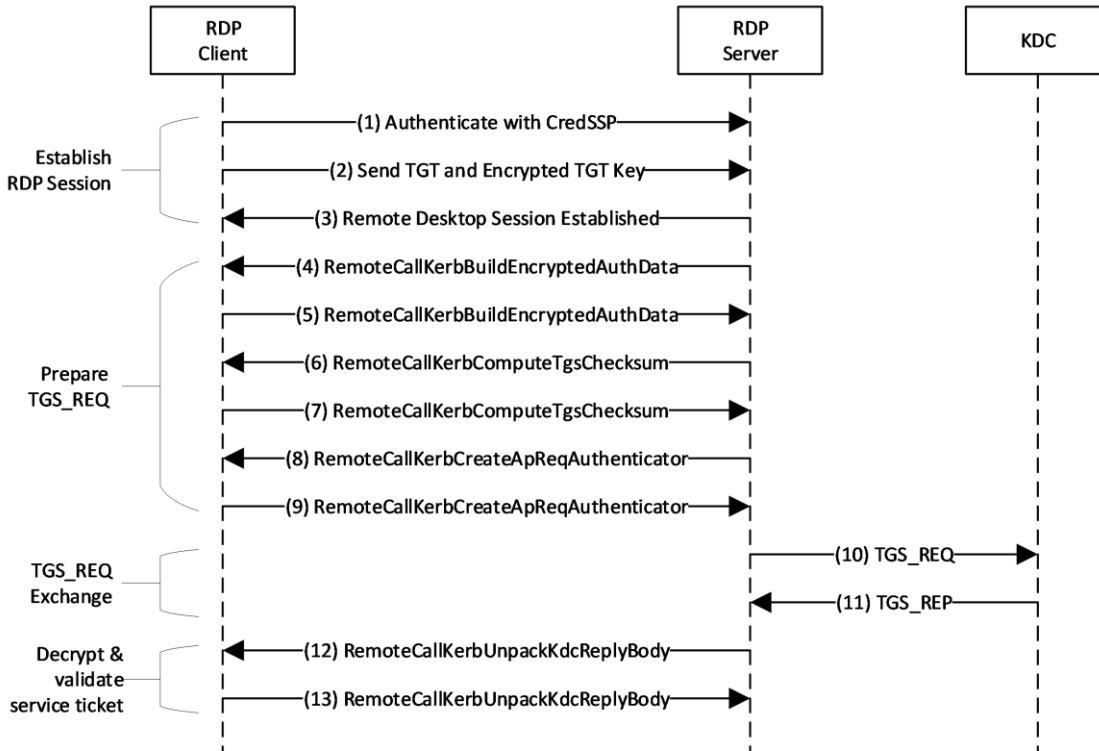 RDP
Client
RDP
Server
KDC
Establish
RDP Session
(1) Authenticate with CredSSP
(2) Send TGT and Encrypted TGT Key
(3) Remote Desktop Session Established
Prepare
TGS_REQ
(4) RemoteCallKerbBuildEncryptedAuthData
(5) RemoteCallKerbBuildEncryptedAuthData
(6) RemoteCallKerbComputeTgsChecksum
(7) RemoteCallKerbComputeTgsChecksum
(8) RemoteCallKerbCreateApReqAuthenticator
(9) RemoteCallKerbCreateApReqAuthenticator
TGS_REQ
Exchange
(10) TGS_REQ
(11) TGS_REP
Decrypt &
validate
service ticket
(12) RemoteCallKerbUnpackKdcReplyBody
(13) RemoteCallKerbUnpackKdcReplyBody